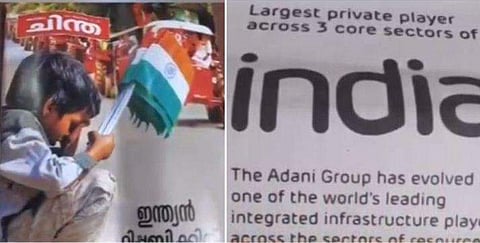 ചിന്ത
ഇന്ത്യൻ
Largest private player
across 3 core sectors of
india
The Adani Group has evolved
one of the world's leading
integrated infrastructure
across the sectors of